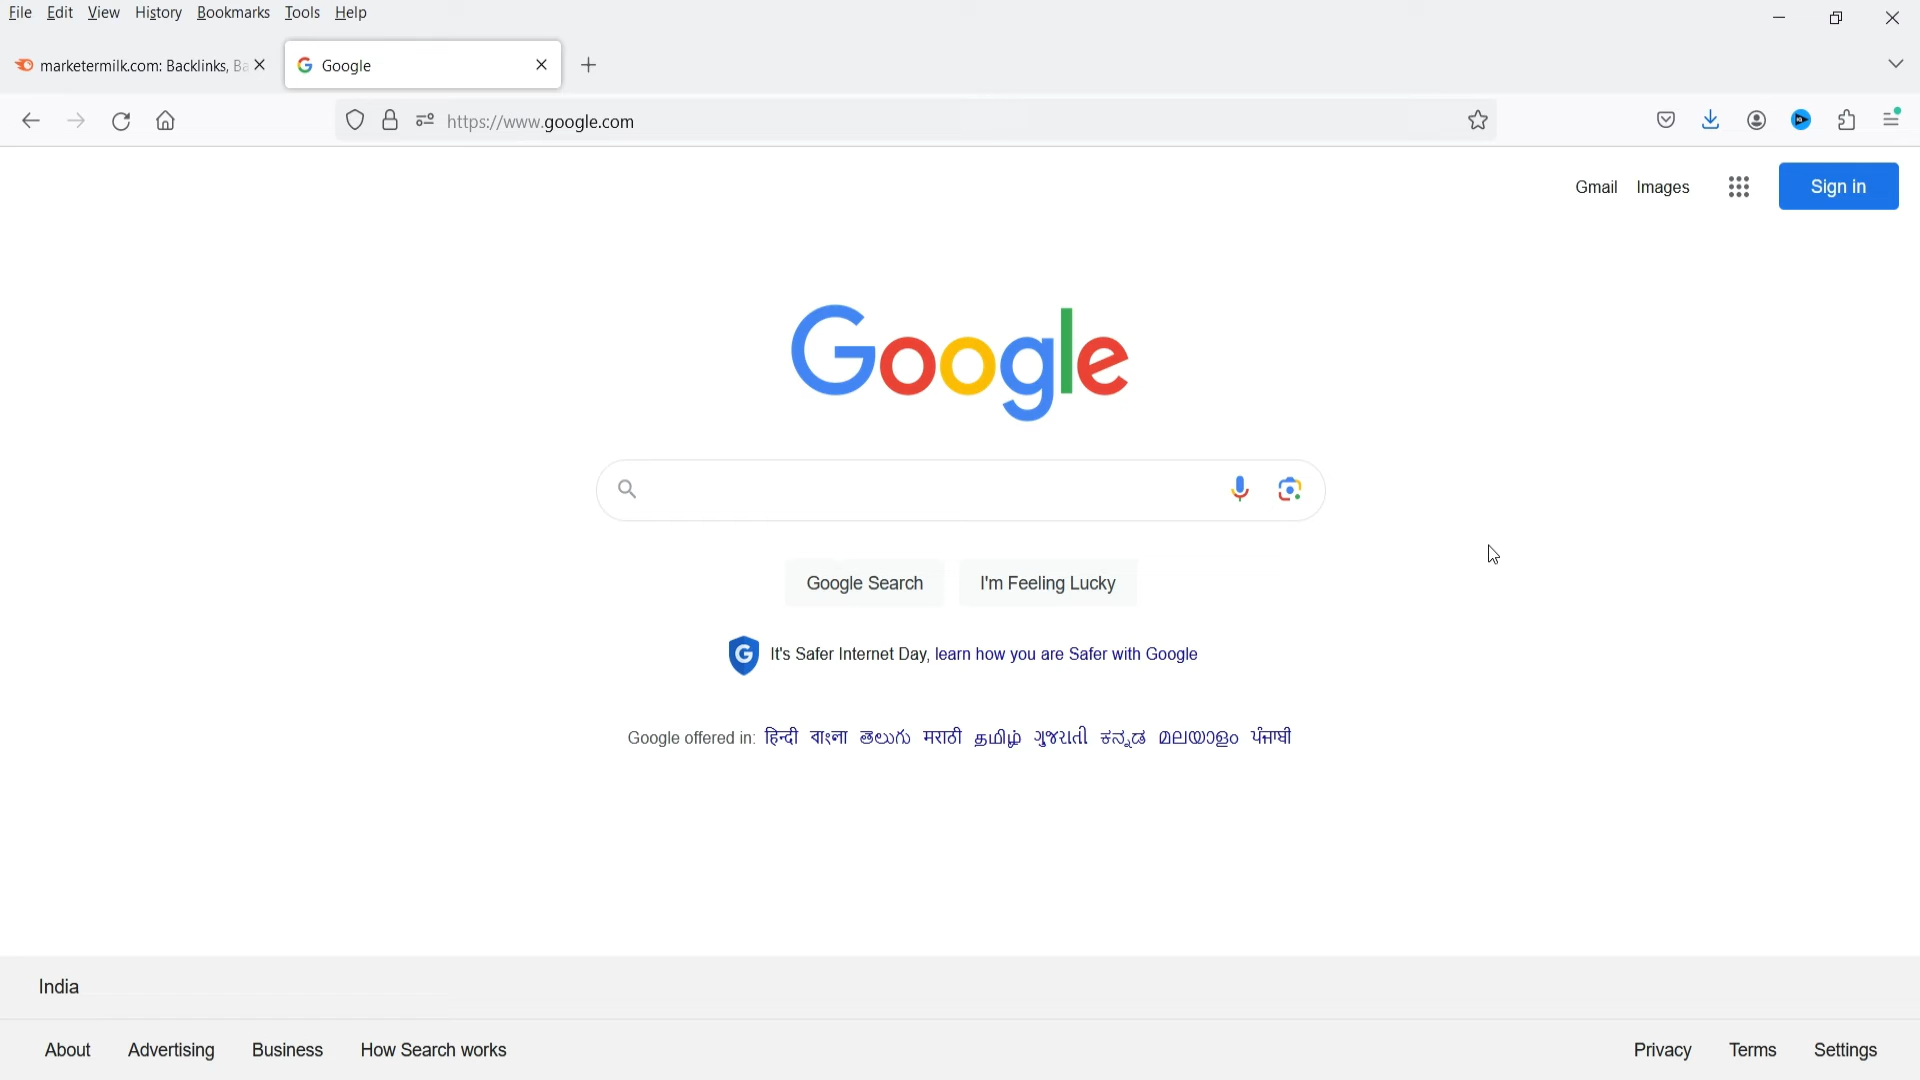 File Edit View History Bookmarks Tools Help
marketermilk.com: Backlinks, Ba
Google
https://www.google.com
Gmail Images Sign in
Google
Google Search I'm Feeling Lucky
It's Safer Internet Day, learn how you are Safer with Google
Google offered in: हिन्दी বাংলা తెలుగు मराठी தமிழ் ગુજરાતી ಕನ್ನಡ മലയാളം ਪੰਜਾਬੀ
India
About Advertising Business How Search works Privacy Terms Settings